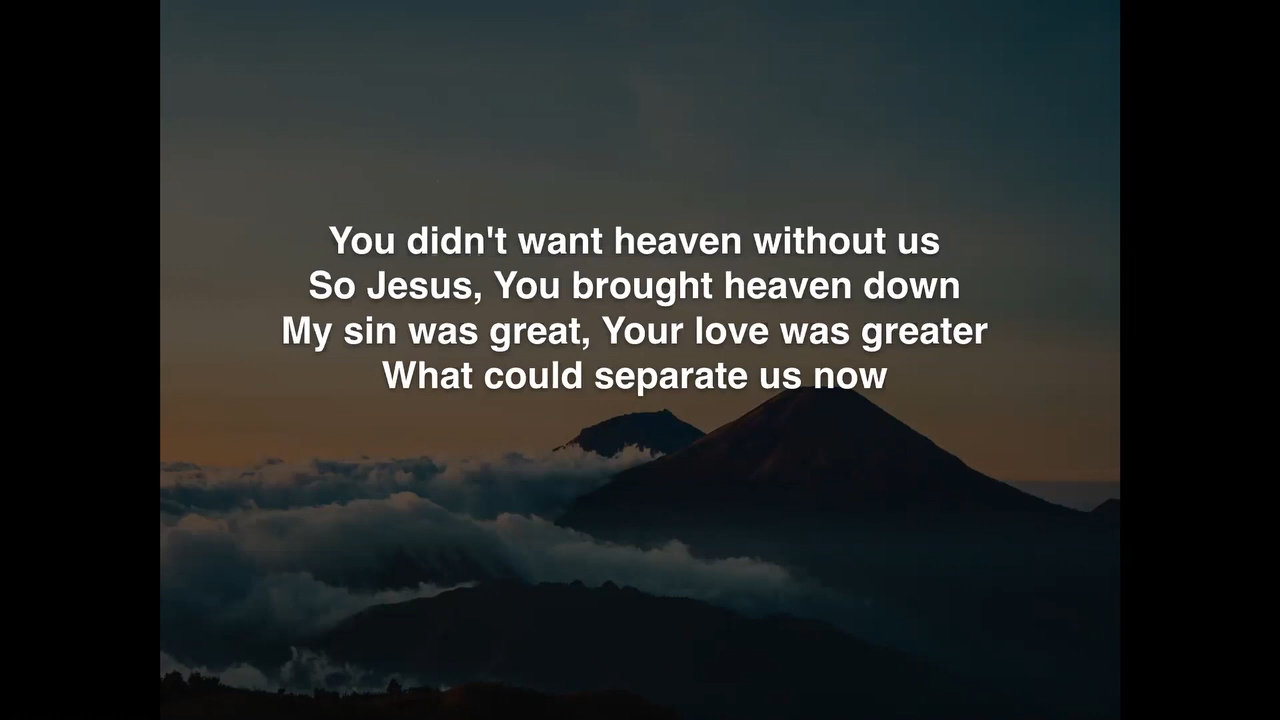 You didn't want heaven without us
So Jesus, You brought heaven down
My sin was great, Your love was greater
What could separate us now